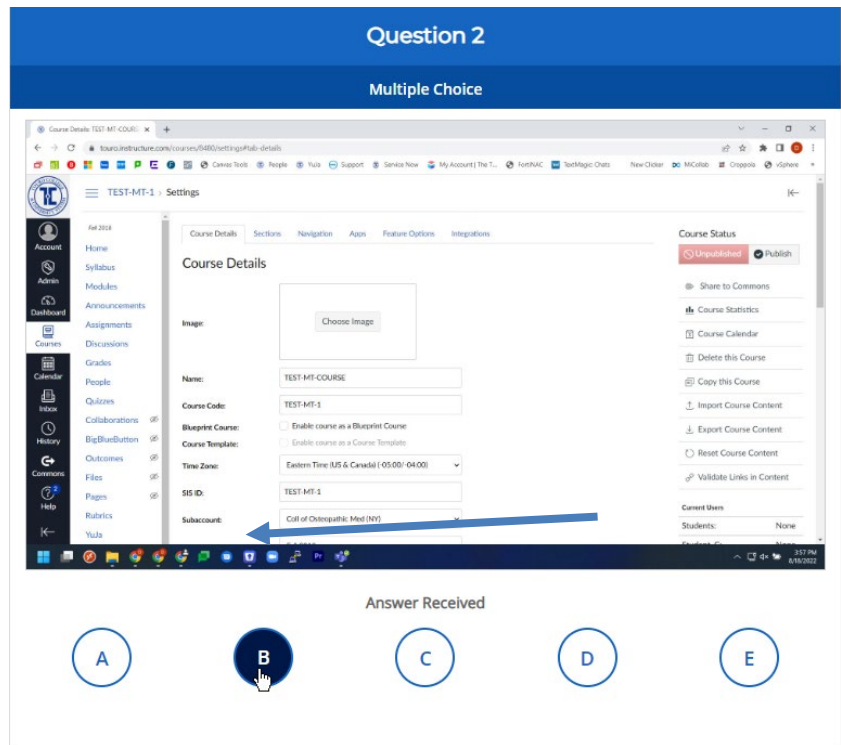 Question 2
Multiple Choice
Course Details: TEST-MT-COURS
touro.instructure.com/courses/8480/settings#tab-details
Canvas Tools People YuJa Support Service Now My Account | The T... FortiNAC TextMagic Chats New Clicker MiCollab Croppola vSphere
TEST-MT-1 › Settings
Account
Admin
Dashboard
Courses
Calendar
Inbox
History
Commons
2
Help
Fall 2018
Home
Syllabus
Modules
Announcements
Assignments
Discussions
Grades
People
Quizzes
Collaborations
BigBlueButton
Outcomes
Files
Pages
Rubrics
YuJa
Course Details Sections Navigation Apps Feature Options Integrations
Course Details
Image:
Choose Image
Name: TEST-MT-COURSE
Course Code: TEST-MT-1
Blueprint Course: Enable course as a Blueprint Course
Course Template: Enable course as a Course Template
Time Zone: Eastern Time (US & Canada) (-05:00/-04:00)
SIS ID: TEST-MT-1
Subaccount: Coll of Osteopathic Med (NY)
Course Status
Unpublished Publish
Share to Commons
Course Statistics
Course Calendar
Delete this Course
Copy this Course
Import Course Content
Export Course Content
Reset Course Content
Validate Links in Content
Current Users
Students: None
3:57 PM
8/18/2022
Answer Received
A B C D E